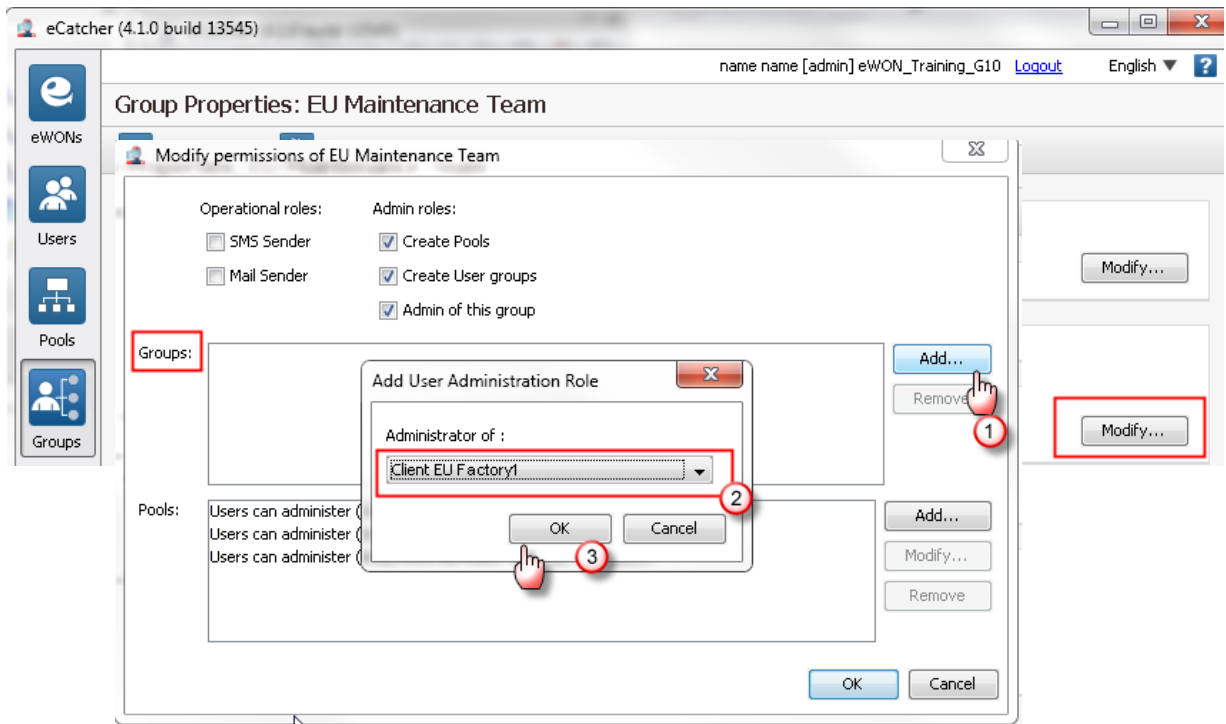 eCatcher (4.1.0 build 13545)
name name [admin] eWON_Training_G10 Logout English ?
Group Properties: EU Maintenance Team
eWONs
Users
Pools
Groups
Modify permissions of EU Maintenance Team
Operational roles: Admin roles:
SMS Sender Create Pools
Mail Sender Create User groups
Admin of this group
Modify...
Groups:
Add...
Remove
1
Modify...
Add User Administration Role
Administrator of :
Client EU Factory1
2
OK Cancel
3
Pools:
Users can administer (
Users can administer (
Users can administer (
Add...
Modify...
Remove
OK Cancel